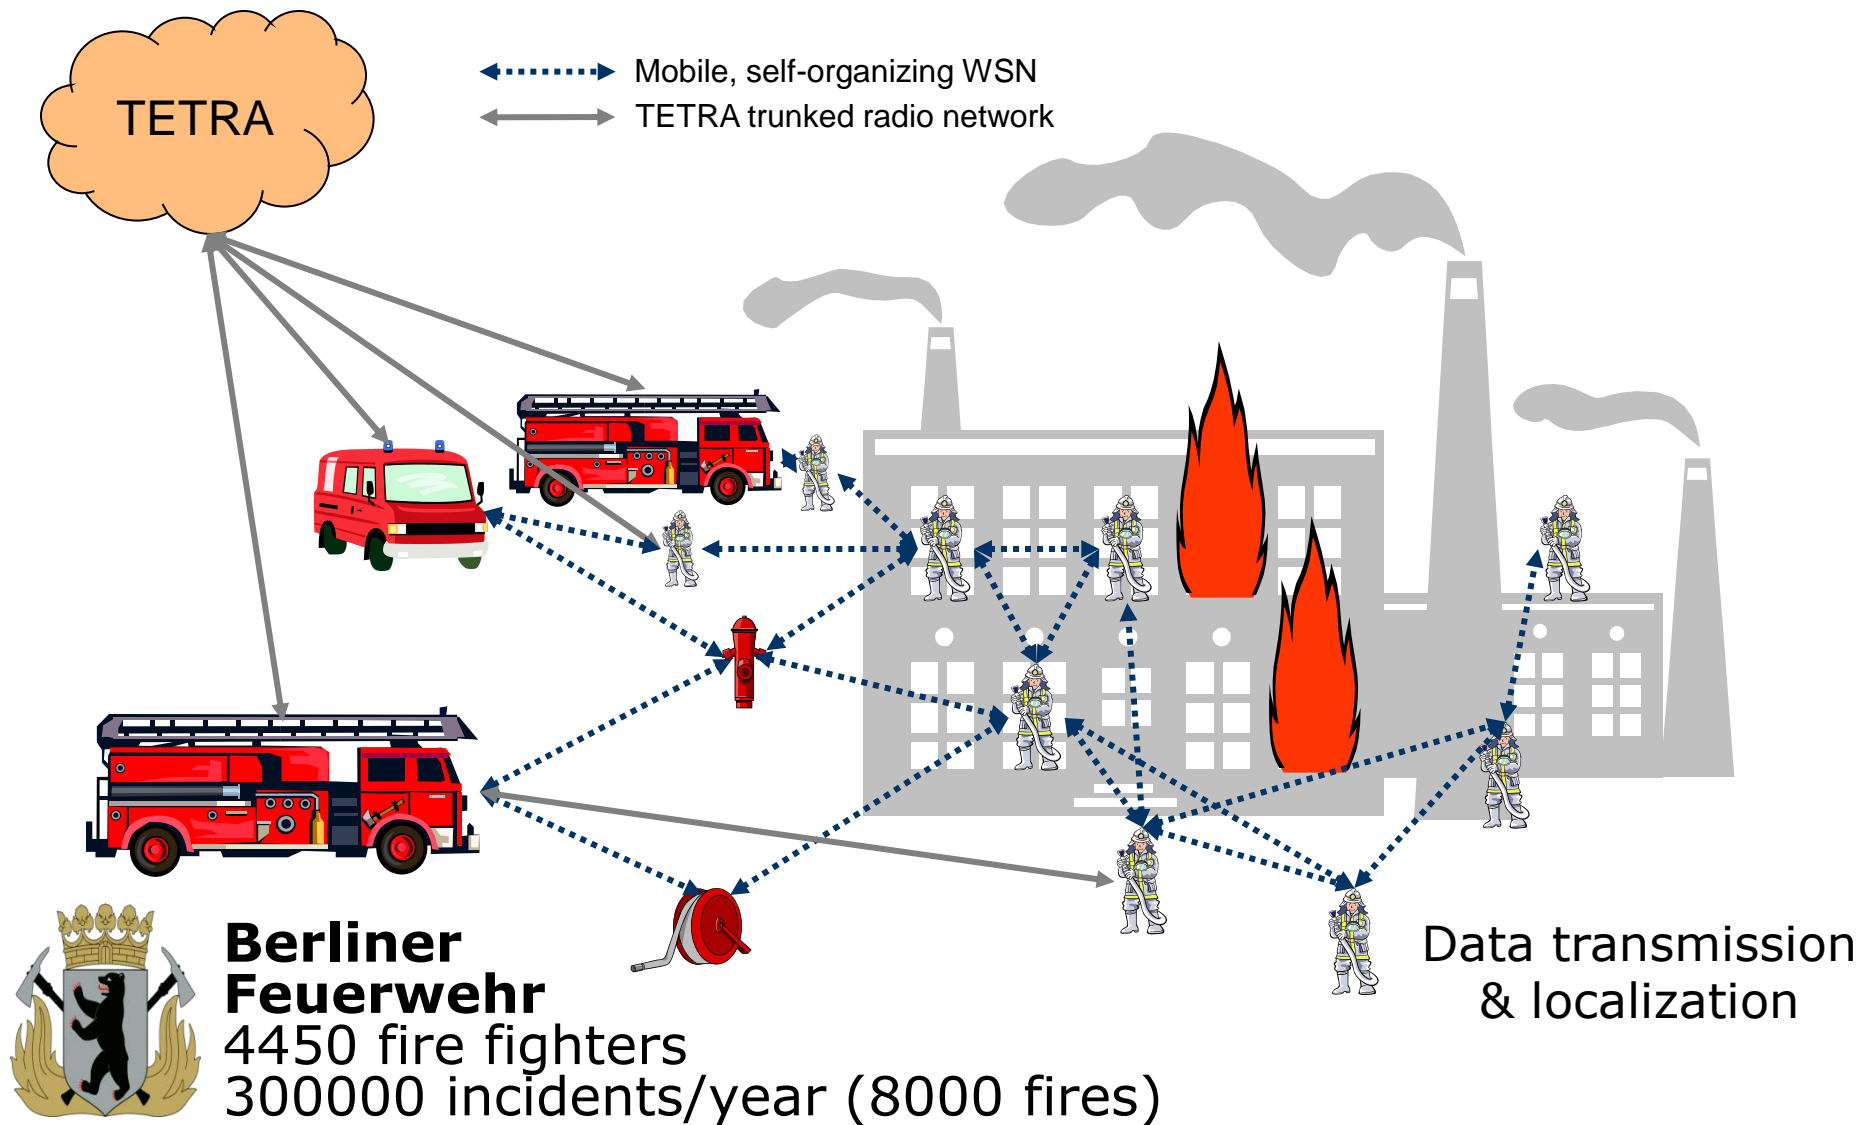 TETRA
Mobile, self-organizing WSN
TETRA trunked radio network
Berliner
Feuerwehr
4450 fire fighters
300000 incidents/year (8000 fires)
Data transmission
& localization